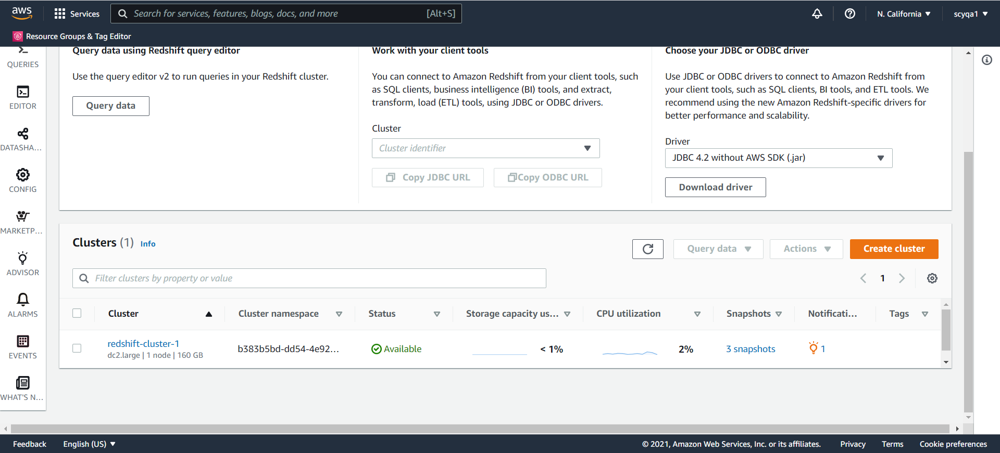 aws
Services
Search for services, features, blogs, docs, and more
[Alt+S]
N. California
scyqa1
Resource Groups & Tag Editor
QUERIES
EDITOR
DATASHA...
CONFIG
MARKETP...
ADVISOR
ALARMS
EVENTS
WHAT'S N...
Query data using Redshift query editor
Use the query editor v2 to run queries in your Redshift cluster.
Query data
Work with your client tools
You can connect to Amazon Redshift from your client tools, such
as SQL clients, business intelligence (BI) tools, and extract,
transform, load (ETL) tools, using JDBC or ODBC drivers.
Cluster
Cluster identifier
Copy JDBC URL
Copy ODBC URL
Choose your JDBC or ODBC driver
Use JDBC or ODBC drivers to connect to Amazon Redshift from
your client tools, such as SQL clients, BI tools, and ETL tools. We
recommend using the new Amazon Redshift-specific drivers for
better performance and scalability.
Driver
JDBC 4.2 without AWS SDK (.jar)
Download driver
Clusters (1) Info
Query data
Actions
Create cluster
Filter clusters by property or value
1
Cluster
Cluster namespace
Status
Storage capacity us...
CPU utilization
Snapshots
Notificati...
Tags
redshift-cluster-1
dc2.large | 1 node | 160 GB
b383b5bd-dd54-4e92...
Available
< 1%
2%
3 snapshots
1
Feedback
English (US)
© 2021, Amazon Web Services, Inc. or its affiliates.
Privacy
Terms
Cookie preferences